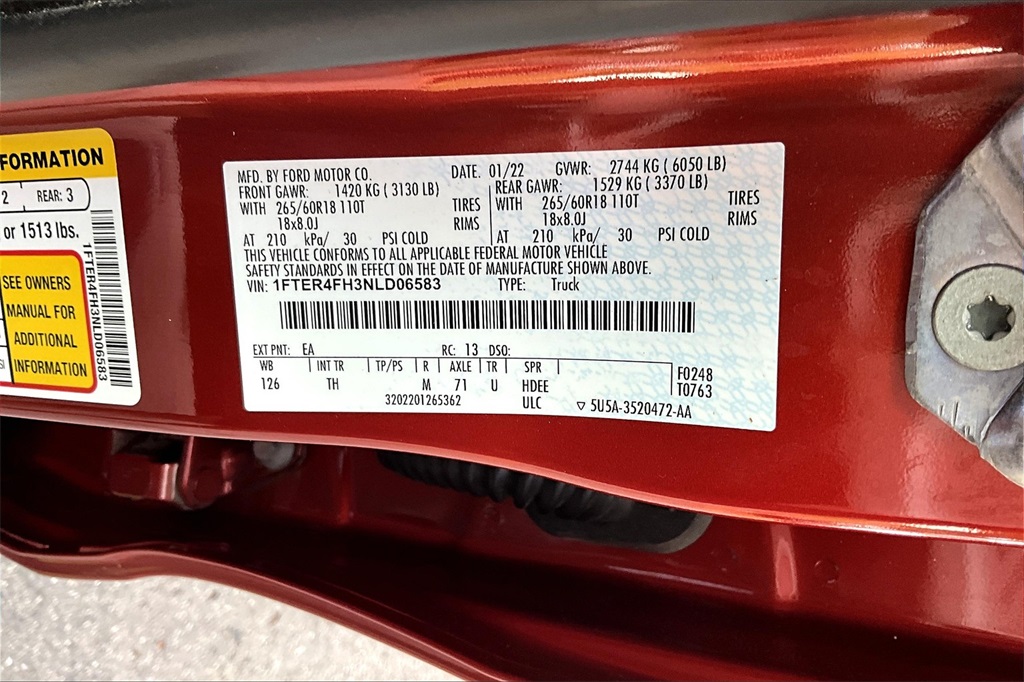 FORMATION
2 REAR: 3
or 1513 lbs.
SEE OWNERS
MANUAL FOR
ADDITIONAL
INFORMATION
1FTER4FH3NLD06583
MFD. BY FORD MOTOR CO. DATE: 01/22 GVWR: 2744 KG ( 6050 LB)
FRONT GAWR: 1420 KG ( 3130 LB) REAR GAWR: 1529 KG ( 3370 LB)
WITH 265/60R18 110T TIRES WITH 265/60R18 110T TIRES
18x8.0J RIMS 18x8.0J RIMS
AT 210 kPa/ 30 PSI COLD AT 210 kPa/ 30 PSI COLD
THIS VEHICLE CONFORMS TO ALL APPLICABLE FEDERAL MOTOR VEHICLE
SAFETY STANDARDS IN EFFECT ON THE DATE OF MANUFACTURE SHOWN ABOVE.
VIN: 1FTER4FH3NLD06583 TYPE: Truck
EXT PNT: EA RC: 13 DSO:
WB INT TR TP/PS R AXLE TR SPR F0248
126 TH M 71 U HDEE T0763
3202201265362 ULC ▽ 5U5A-3520472-AA